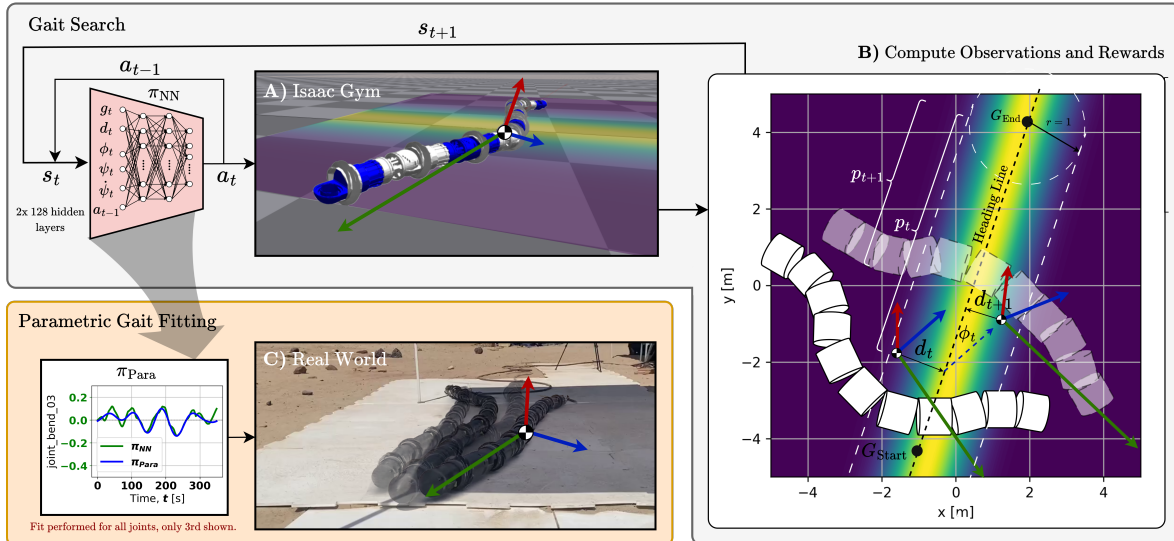 Gait Search
s_{t+1}
a_{t−1}
π_NN
g_t
d_t
ϕ_t
ψ_t
ψ̇_t
a_{t−1}
s_t
a_t
2x 128 hidden
layers
A) Isaac Gym
B) Compute Observations and Rewards
G_End
r = 1
p_{t+1}
p_t
Heading Line
d_{t+1}
ϕ_t
d_t
G_Start
4
2
0
−2
−4
y [m]
−4 −2 0 2 4
x [m]
Parametric Gait Fitting
π_Para
0.2
0.0
−0.2
−0.4
joint_bend_03
π_NN
π_Para
0 100 200 300
Time, t [s]
Fit performed for all joints, only 3rd shown.
C) Real World